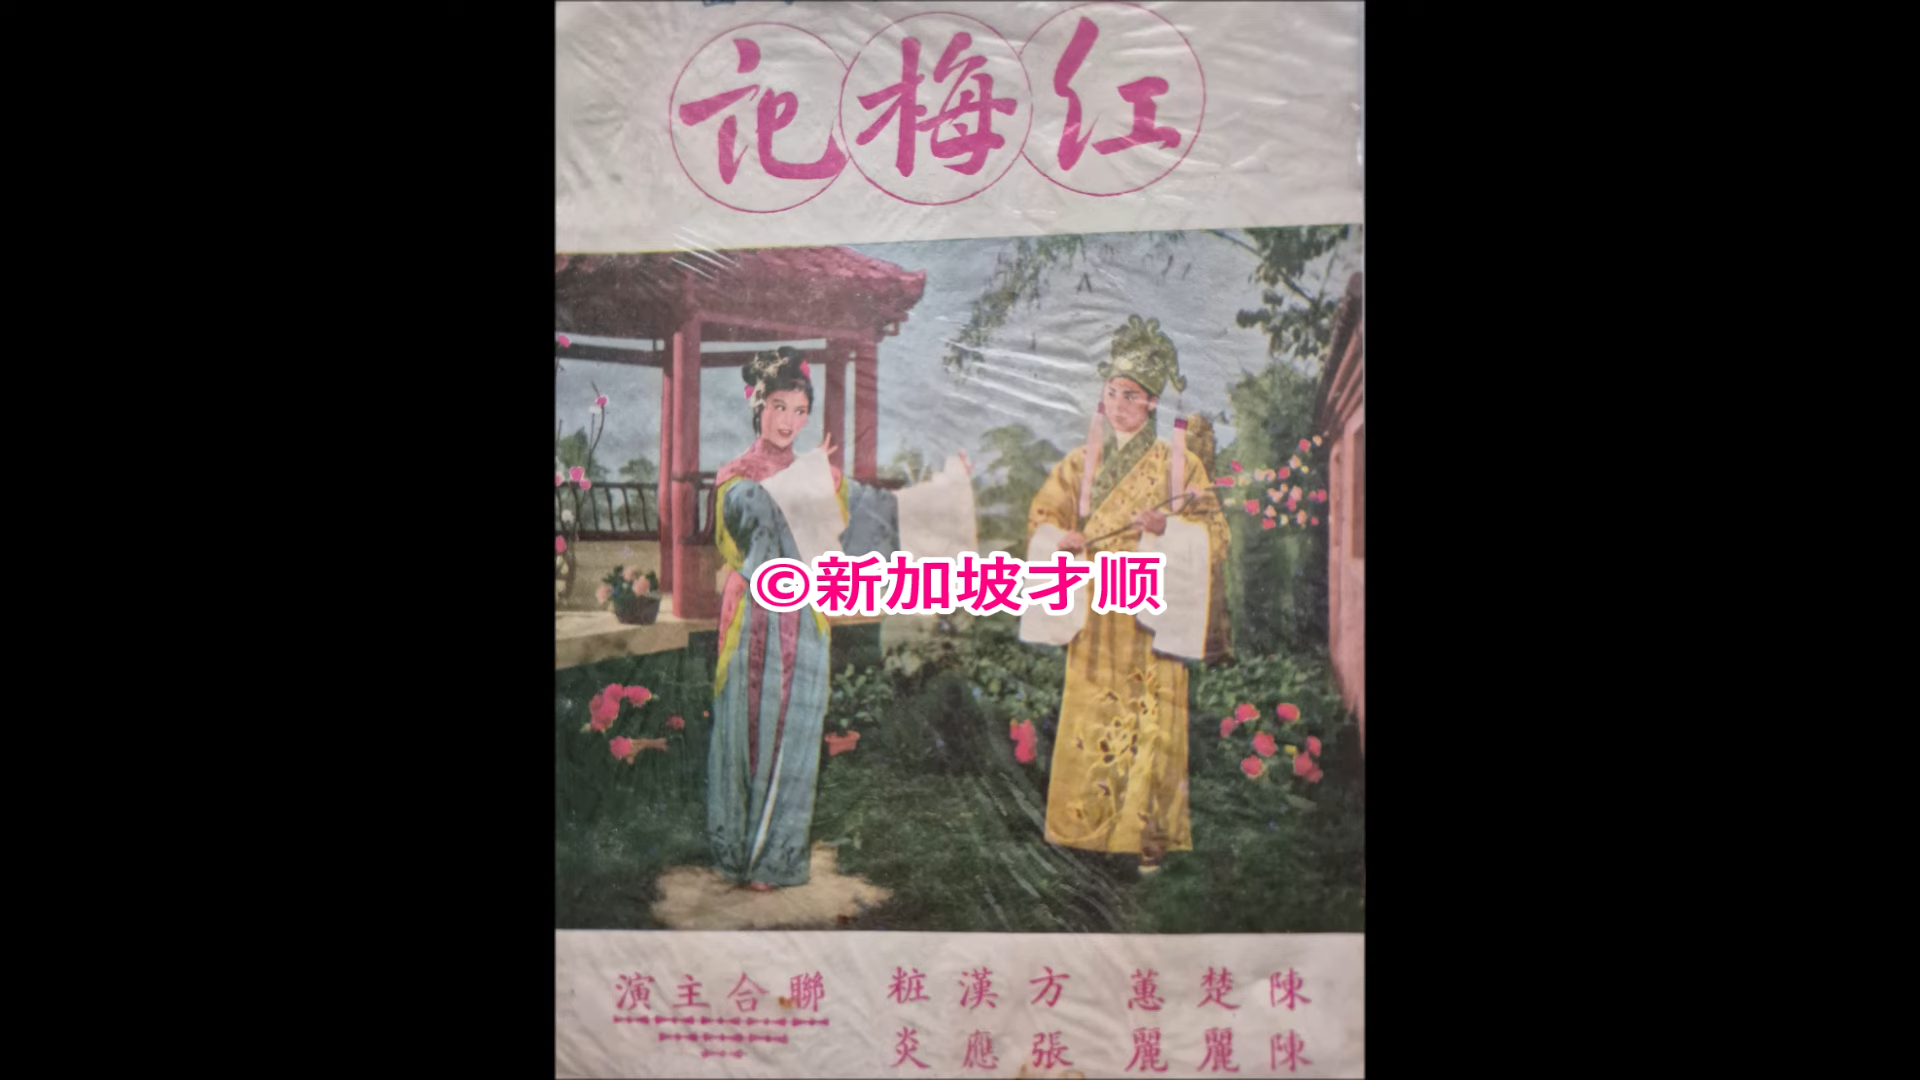 红梅記
©新加坡才顺
陳楚蕙 方漢粧 聯合主演
陳麗麗 張應炎